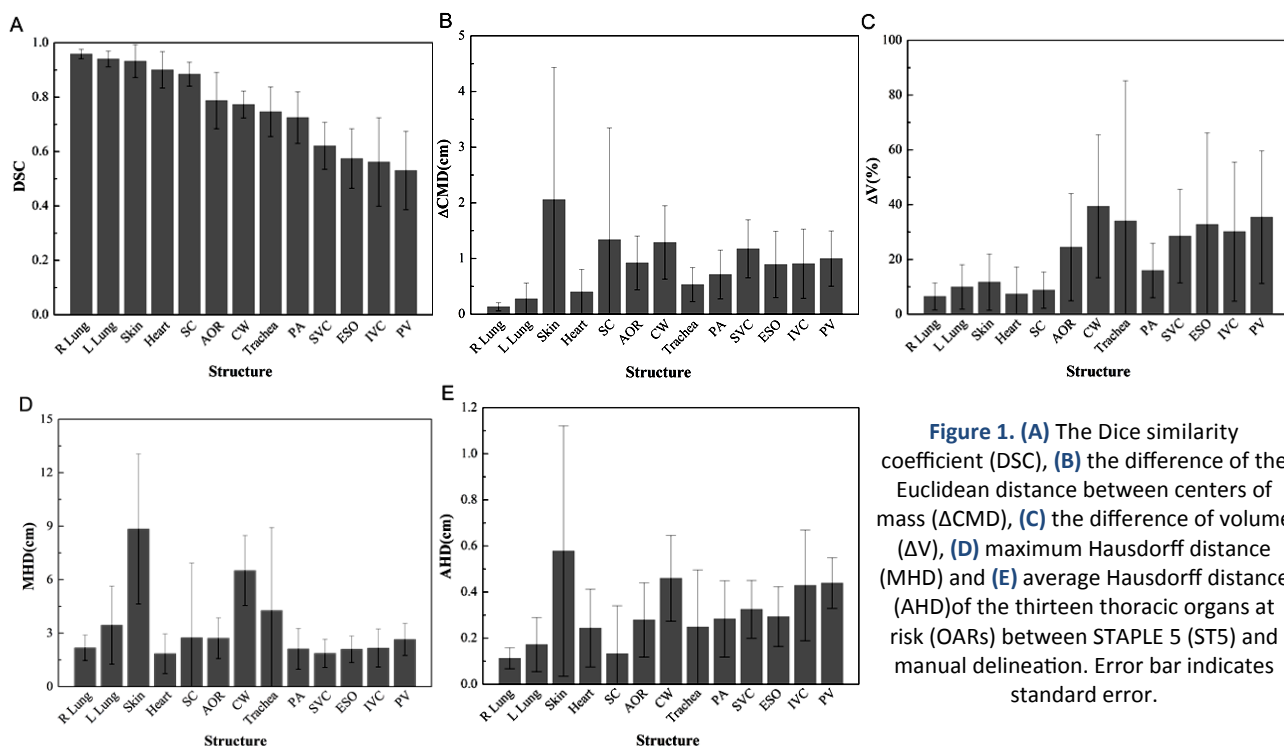 A
1.0
0.8
0.6
0.4
0.2
0.0
DSC
R Lung
L Lung
Skin
Heart
SC
AOR
CW
Trachea
PA
SVC
ESO
IVC
PV
Structure
B
5
4
3
2
1
0
ΔCMD(cm)
R Lung
L Lung
Skin
Heart
SC
AOR
CW
Trachea
PA
SVC
ESO
IVC
PV
Structure
C
100
80
60
40
20
0
ΔV(%)
R Lung
L Lung
Skin
Heart
SC
AOR
CW
Trachea
PA
SVC
ESO
IVC
PV
Structure
D
15
12
9
6
3
0
MHD(cm)
R Lung
L Lung
Skin
Heart
SC
AOR
CW
Trachea
PA
SVC
ESO
IVC
PV
Structure
E
1.2
1.0
0.8
0.6
0.4
0.2
0.0
AHD(cm)
R Lung
L Lung
Skin
Heart
SC
AOR
CW
Trachea
PA
SVC
ESO
IVC
PV
Structure
Figure 1. (A) The Dice similarity
coefficient (DSC), (B) the difference of the
Euclidean distance between centers of
mass (ΔCMD), (C) the difference of volume
(ΔV), (D) maximum Hausdorff distance
(MHD) and (E) average Hausdorff distance
(AHD)of the thirteen thoracic organs at
risk (OARs) between STAPLE 5 (ST5) and
manual delineation. Error bar indicates
standard error.